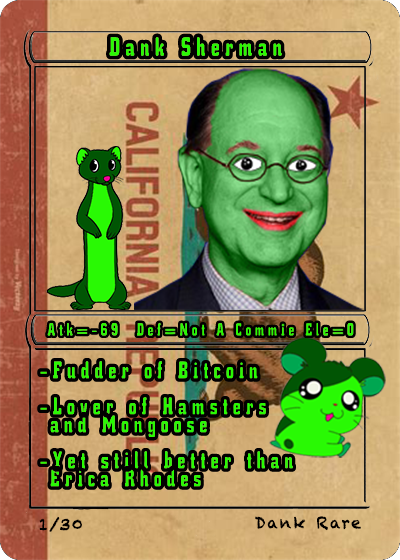 Dank Sherman
CALIFORNIA REPUBLIC
Atk=-69 Def=Not A Commie Ele=0
-Fudder of Bitcoin
-Lover of Hamsters
and Mongoose
-Yet still better than
Erica Rhodes
1/30
Dank Rare